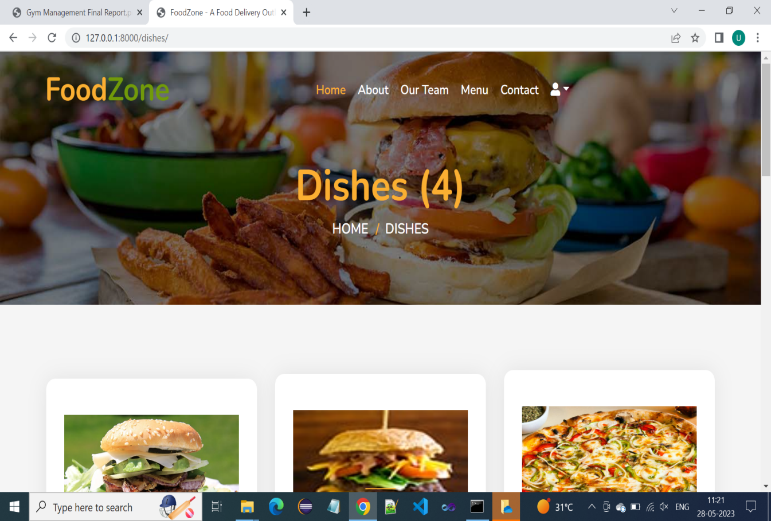 Gym Management Final Report.p
FoodZone - A Food Delivery Out
127.0.0.1:8000/dishes/
U
FoodZone
Home About Our Team Menu Contact
Dishes (4)
HOME / DISHES
Type here to search
31°C
ENG
11:21
28-05-2023